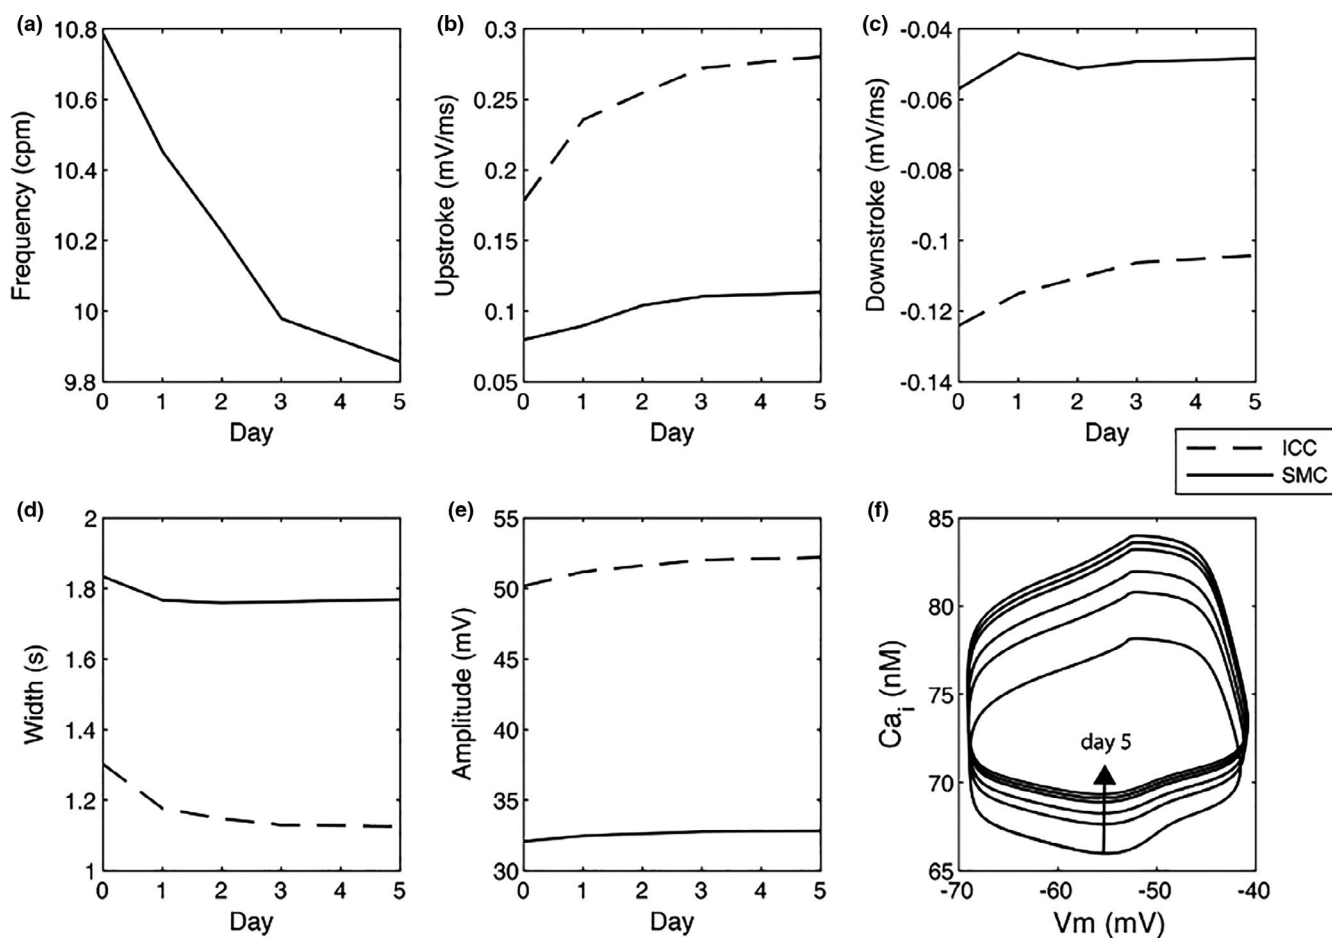 (a)
10.8
10.6
10.4
10.2
10
9.8
0 1 2 3 4 5
Frequency (cpm)
Day
(b)
0.3
0.25
0.2
0.15
0.1
0.05
0 1 2 3 4 5
Upstroke (mV/ms)
Day
(c)
-0.04
-0.06
-0.08
-0.1
-0.12
-0.14
0 1 2 3 4 5
Downstroke (mV/ms)
Day
ICC
SMC
(d)
2
1.8
1.6
1.4
1.2
1
0 1 2 3 4 5
Width (s)
Day
(e)
55
50
45
40
35
30
0 1 2 3 4 5
Amplitude (mV)
Day
(f)
85
80
75
70
65
-70 -60 -50 -40
Cai (nM)
day 5
Vm (mV)